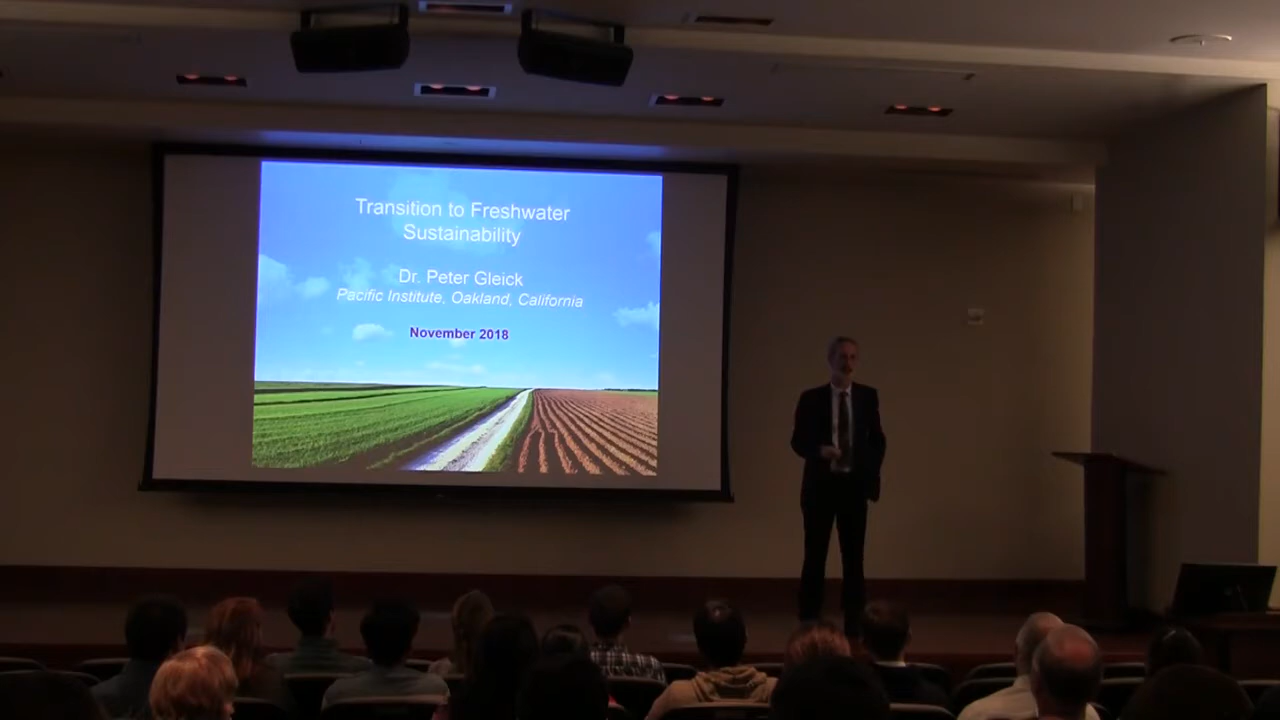 Transition to Freshwater
Sustainability
Dr. Peter Gleick
Pacific Institute, Oakland, California
November 2018